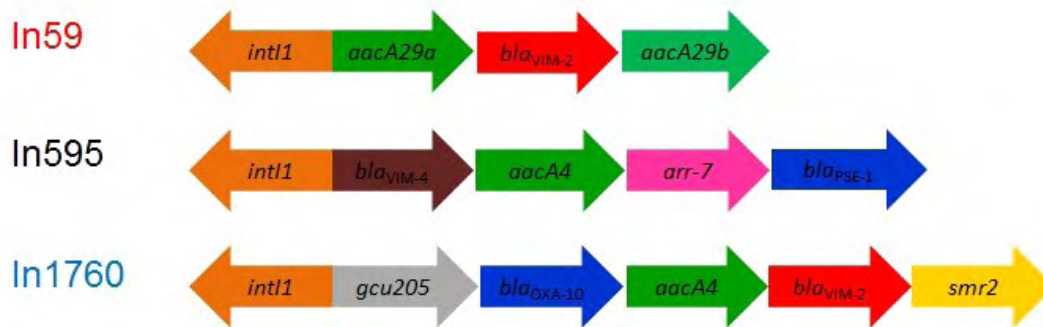 In59 intI1 aacA29a blaVIM-2 aacA29b
In595 intI1 blaVIM-4 aacA4 arr-7 blaPSE-1
In1760 intI1 gcu205 blaOXA-10 aacA4 blaVIM-2 smr2